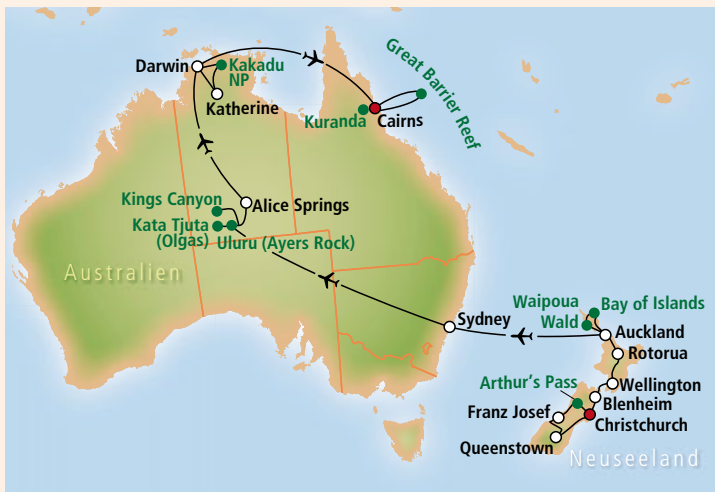 Darwin
Kakadu
NP
Katherine
Great Barrier Reef
Kuranda
Cairns
Kings Canyon
Alice Springs
Kata Tjuta
(Olgas)
Uluru (Ayers Rock)
Australien
Sydney
Waipoua
Wald
Bay of Islands
Auckland
Rotorua
Wellington
Arthur's Pass
Blenheim
Franz Josef
Christchurch
Queenstown
Neuseeland